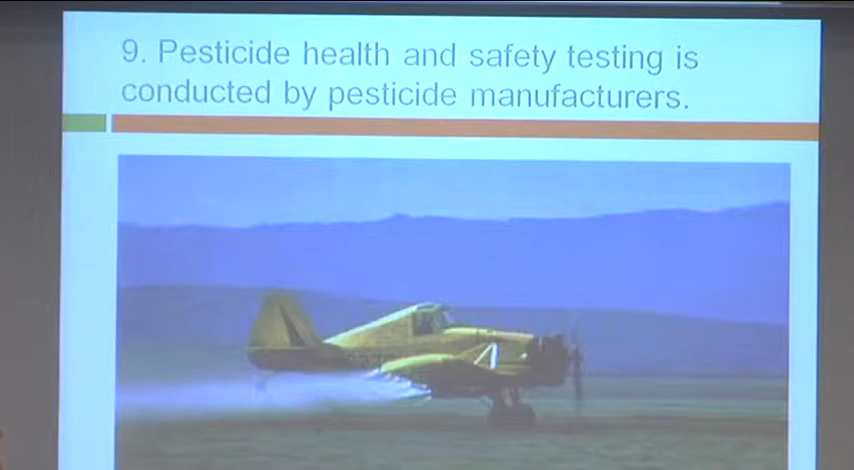 9. Pesticide health and safety testing is
conducted by pesticide manufacturers.